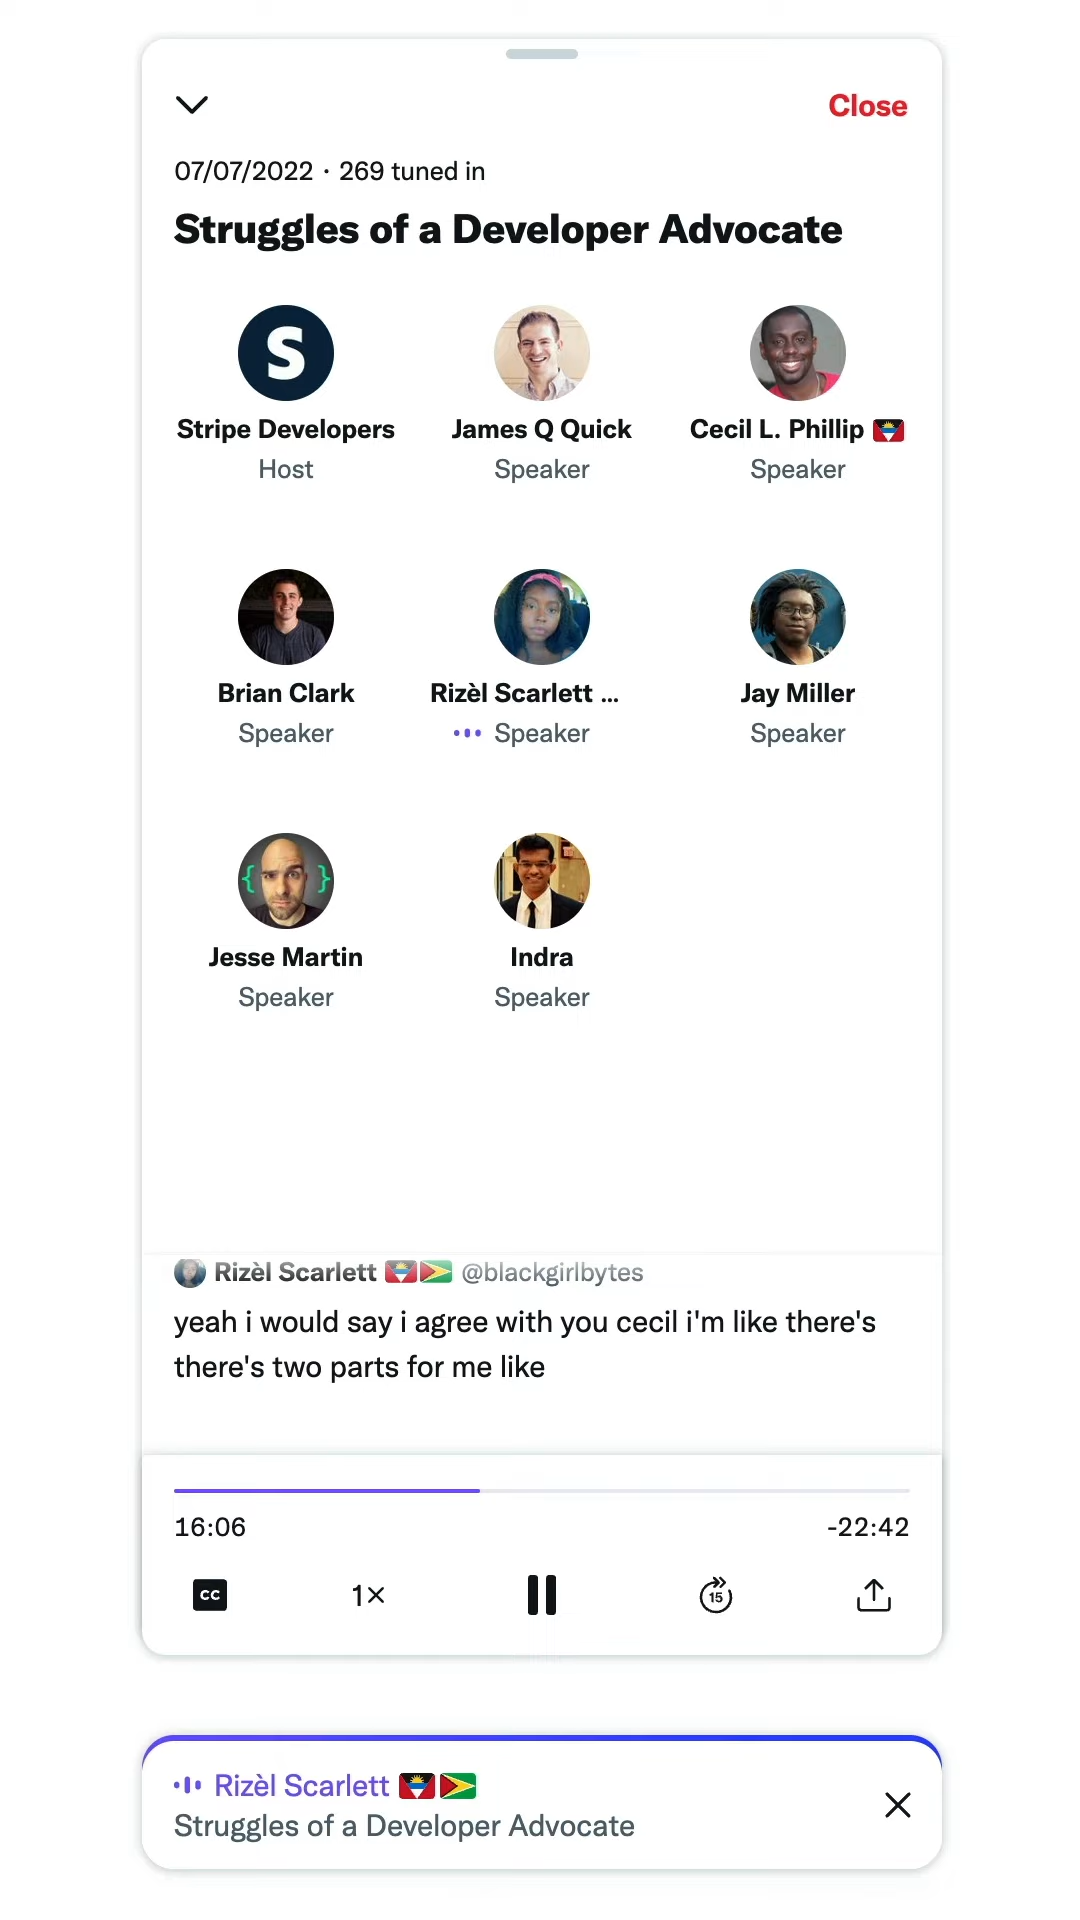 Close
07/07/2022 · 269 tuned in
Struggles of a Developer Advocate
S
Stripe Developers
Host
James Q Quick
Speaker
Cecil L. Phillip 🇦🇬
Speaker
Brian Clark
Speaker
Rizèl Scarlett ...
Speaker
Jay Miller
Speaker
{ }
Jesse Martin
Speaker
Indra
Speaker
Rizèl Scarlett 🇦🇬🇬🇾 @blackgirlbytes
yeah i would say i agree with you cecil i'm like there's
there's two parts for me like
16:06 -22:42
CC 1× 15
Rizèl Scarlett 🇦🇬🇬🇾
Struggles of a Developer Advocate